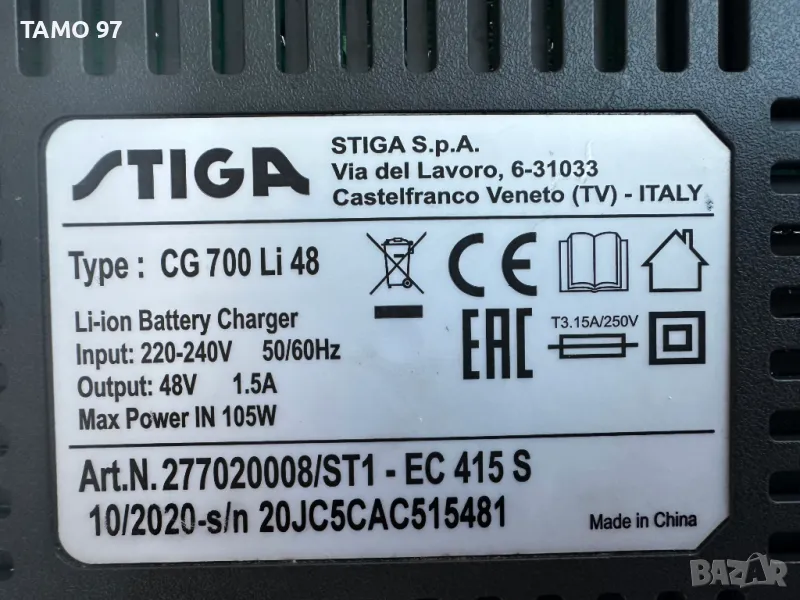 TAMO 97
STIGA
STIGA S.p.A.
Via del Lavoro, 6-31033
Castelfranco Veneto (TV) - ITALY
Type : CG 700 Li 48
CE
Li-ion Battery Charger
Input: 220-240V 50/60Hz
Output: 48V 1.5A
Max Power IN 105W
EAC
T3.15A/250V
Art.N. 277020008/ST1 - EC 415 S
10/2020-s/n 20JC5CAC515481
Made in China
BAZAR